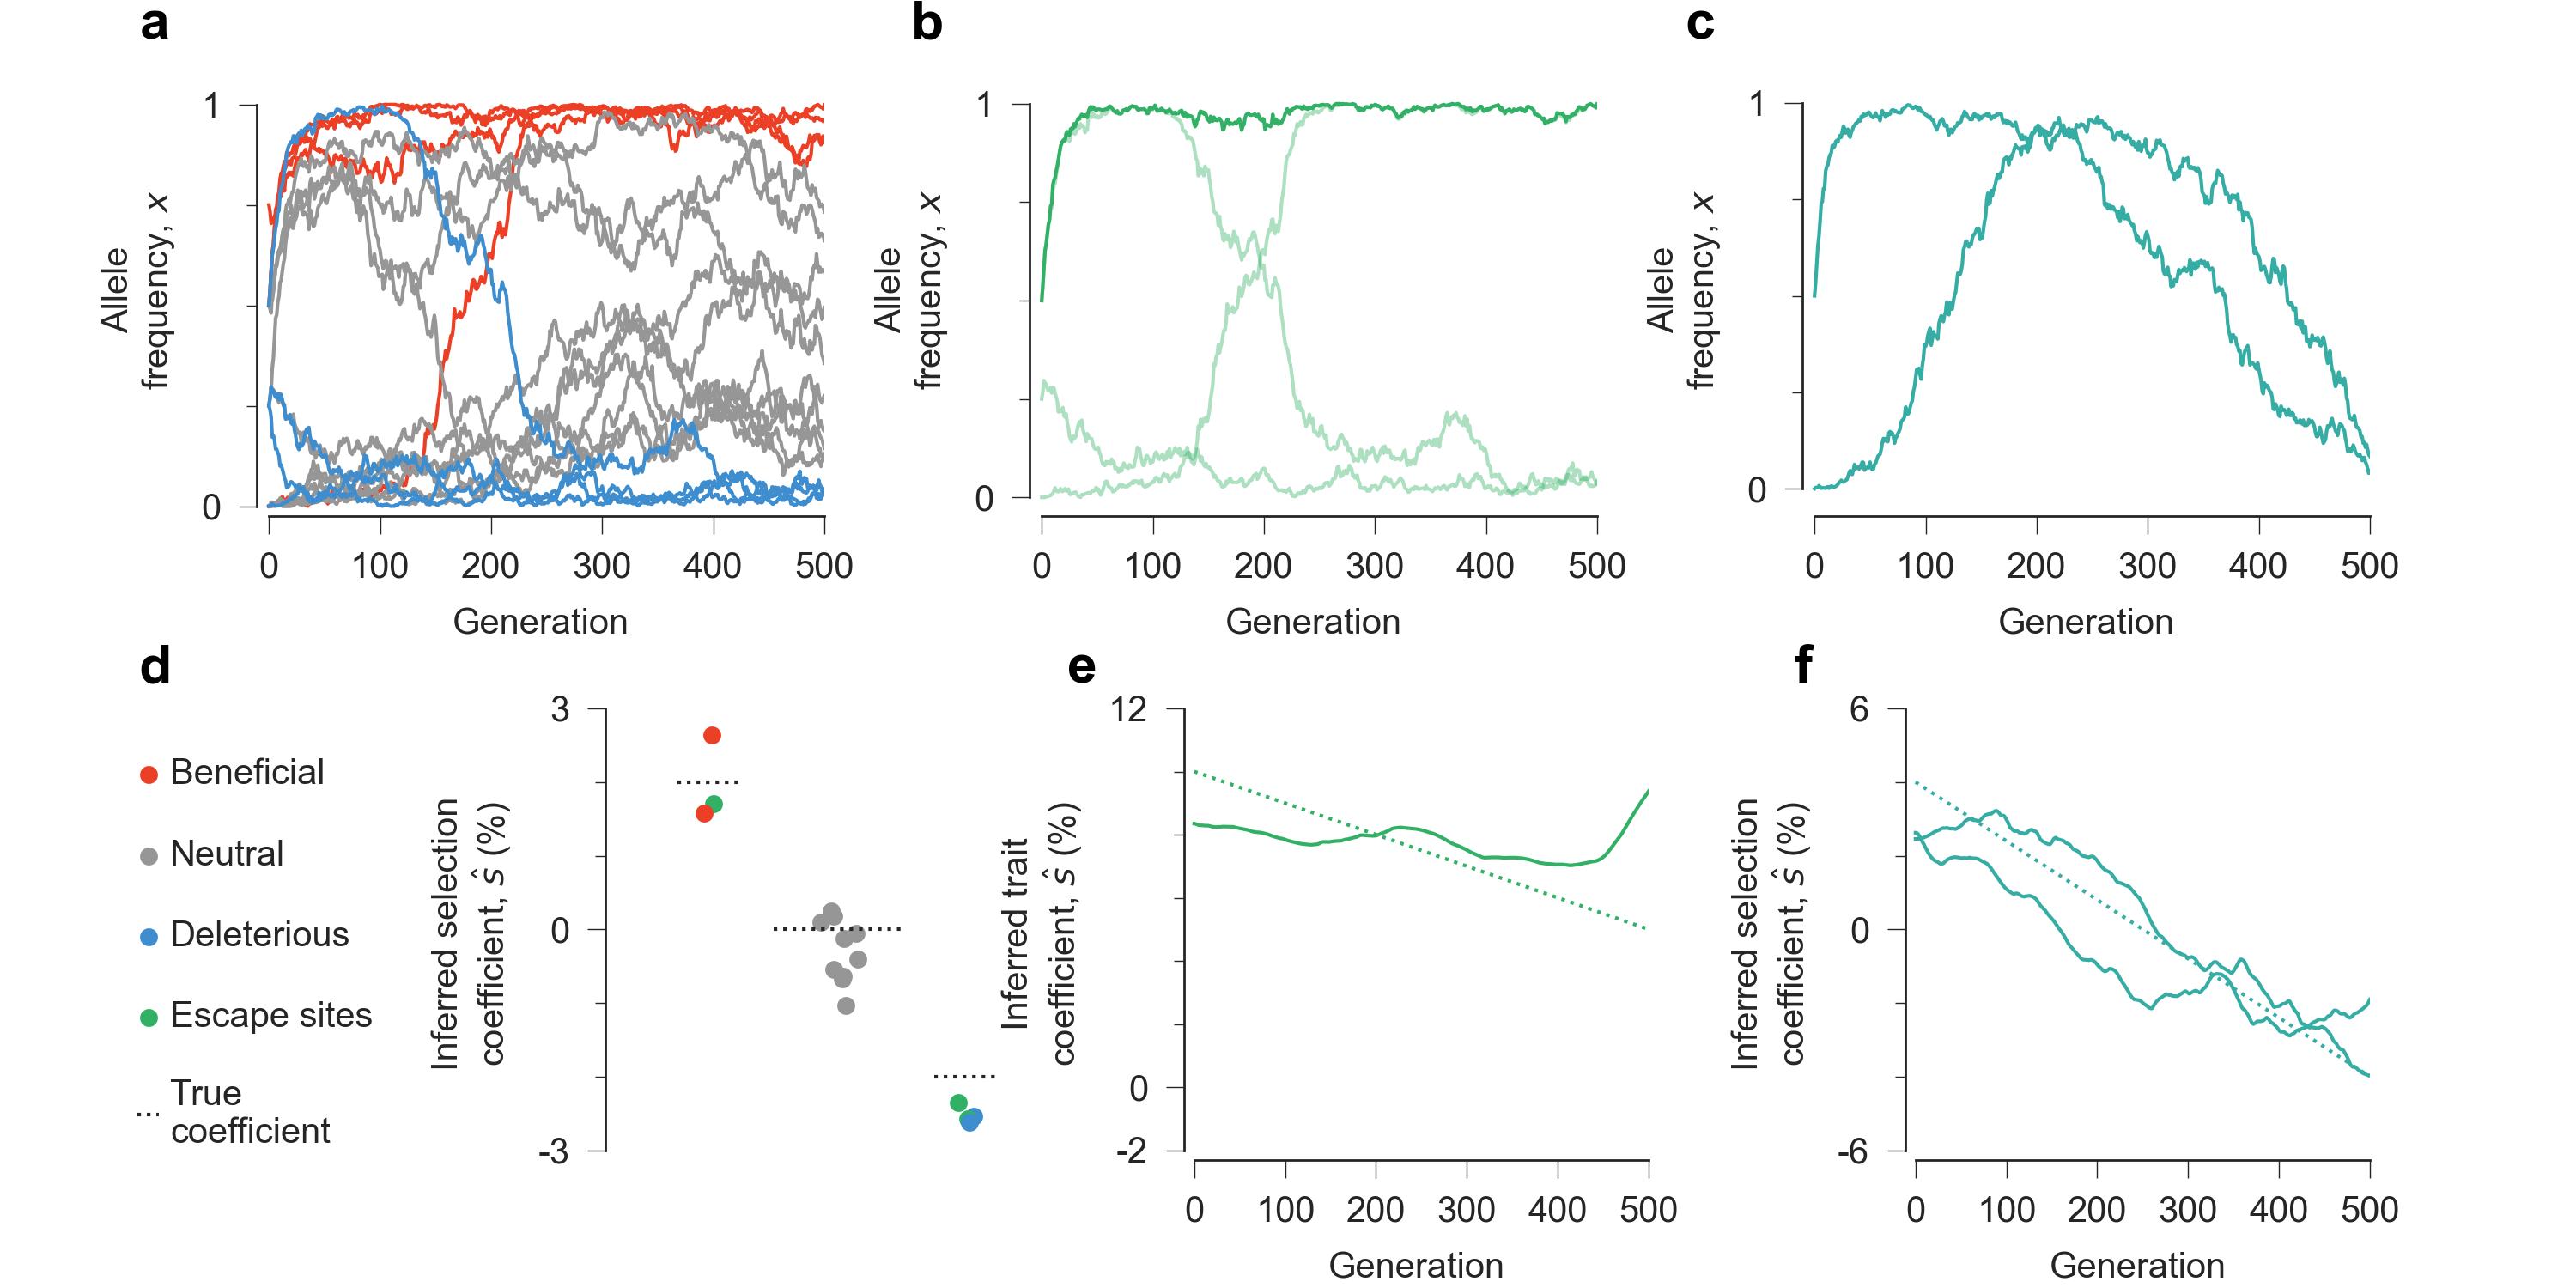 a
b
c
1
0
Allele
frequency, x
0 100 200 300 400 500
Generation
1
0
Allele
frequency, x
0 100 200 300 400 500
Generation
1
0
Allele
frequency, x
0 100 200 300 400 500
Generation
d
Beneficial
Neutral
Deleterious
Escape sites
True
coefficient
3
0
-3
Inferred selection
coefficient, ŝ (%)
e
12
0
-2
Inferred trait
coefficient, ŝ (%)
0 100 200 300 400 500
Generation
f
6
0
-6
Inferred selection
coefficient, ŝ (%)
0 100 200 300 400 500
Generation